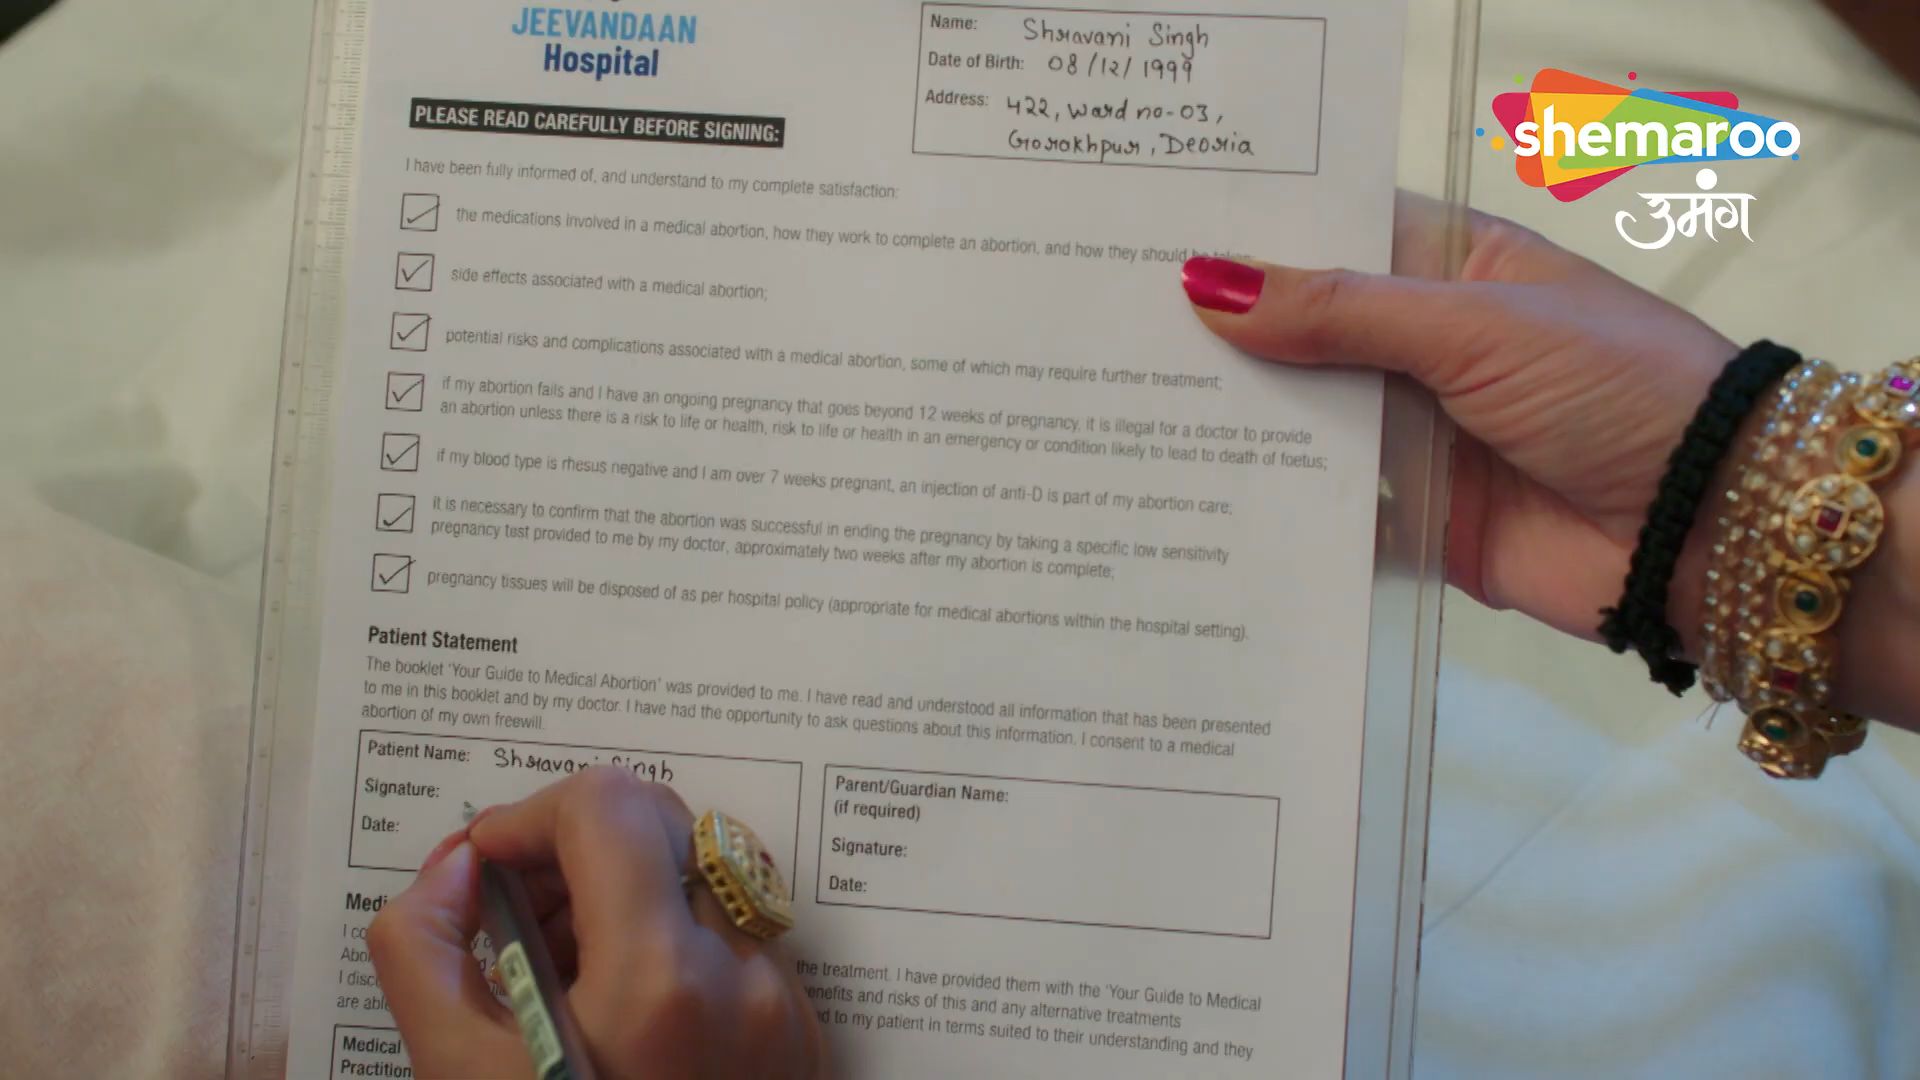 JEEVANDAAN
Hospital
Name: Shravani Singh
Date of Birth: 08/12/1999
Address: 422, Ward no-03,
Gorakhpur, Deoria
shemaroo
उमंग
PLEASE READ CAREFULLY BEFORE SIGNING:
I have been fully informed of, and understand to my complete satisfaction:
the medications involved in a medical abortion, how they work to complete an abortion, and how they should
side effects associated with a medical abortion;
potential risks and complications associated with a medical abortion, some of which may require further treatment;
if my abortion fails and I have an ongoing pregnancy that goes beyond 12 weeks of pregnancy, it is illegal for a doctor to provide
an abortion unless there is a risk to life or health, risk to life or health in an emergency or condition likely to lead to death of foetus;
if my blood type is rhesus negative and I am over 7 weeks pregnant, an injection of anti-D is part of my abortion care;
It is necessary to confirm that the abortion was successful in ending the pregnancy by taking a specific low sensitivity
pregnancy test provided to me by my doctor, approximately two weeks after my abortion is complete;
pregnancy tissues will be disposed of as per hospital policy (appropriate for medical abortions within the hospital setting).
Patient Statement
The booklet 'Your Guide to Medical Abortion' was provided to me. I have read and understood all information that has been presented
to me in this booklet and by my doctor. I have had the opportunity to ask questions about this information. I consent to a medical
abortion of my own freewill.
Patient Name: Shravani Singh
Signature:
Date:
Parent/Guardian Name:
(if required)
Signature:
Date:
the treatment. I have provided them with the 'Your Guide to Medical
benefits and risks of this and any alternative treatments
to my patient in terms suited to their understanding and they
are
Medical